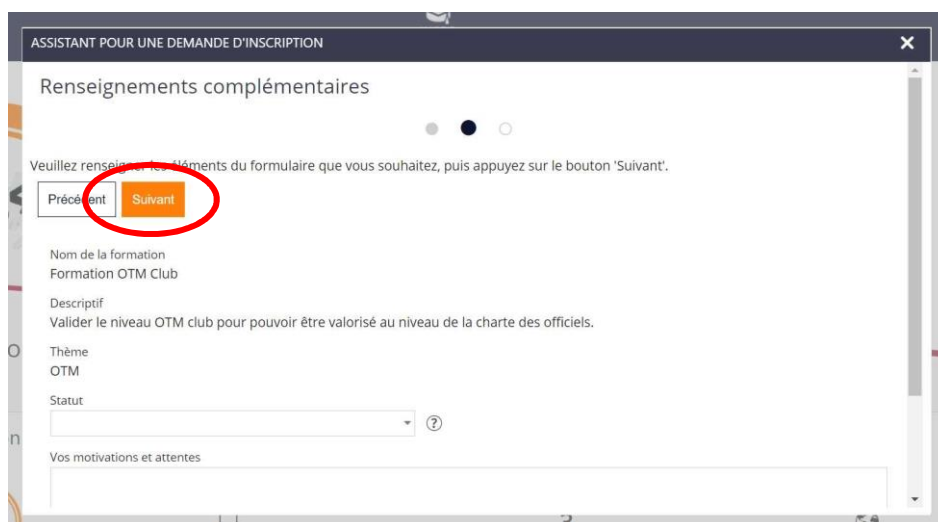 ASSISTANT POUR UNE DEMANDE D'INSCRIPTION
Renseignements complémentaires
Veuillez renseigner les éléments du formulaire que vous souhaitez, puis appuyez sur le bouton 'Suivant'.
Précédent Suivant
Nom de la formation
Formation OTM Club
Descriptif
Valider le niveau OTM club pour pouvoir être valorisé au niveau de la charte des officiels.
Thème
OTM
Statut
?
Vos motivations et attentes